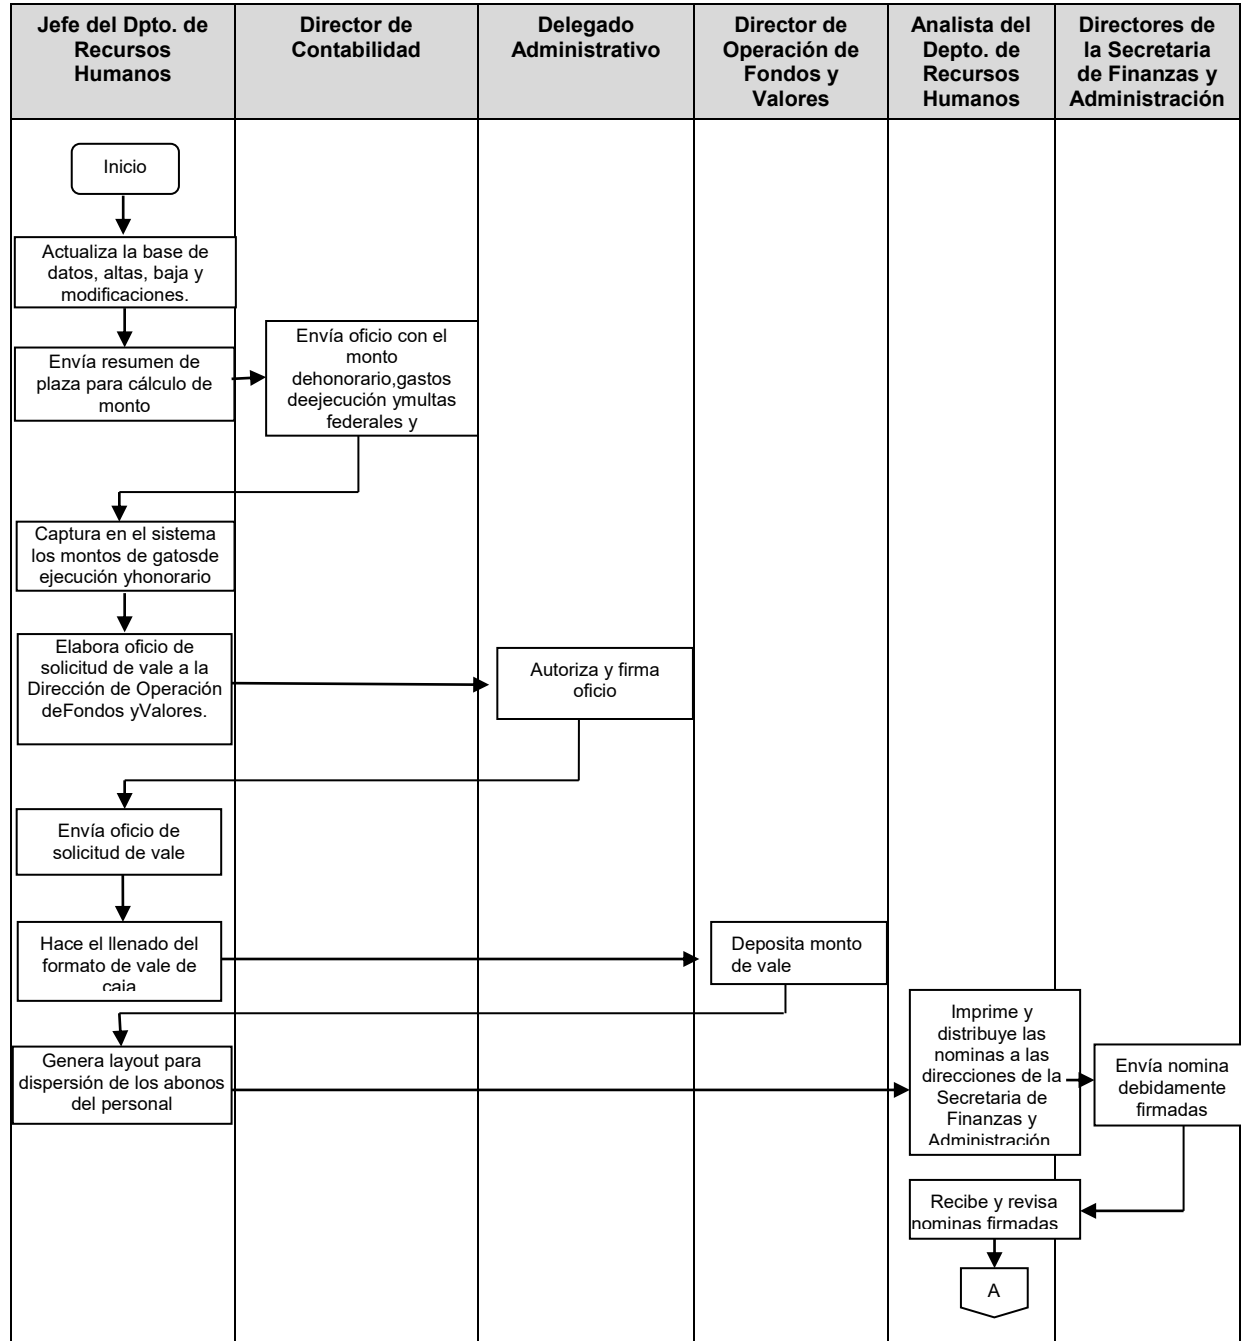 Jefe del Dpto. de
Recursos
Humanos
Director de
Contabilidad
Delegado
Administrativo
Director de
Operación de
Fondos y
Valores
Analista del
Depto. de
Recursos
Humanos
Directores de
la Secretaria
de Finanzas y
Administración
Inicio
Actualiza la base de
datos, altas, baja y
modificaciones.
Envía resumen de
plaza para cálculo de
monto
Envía oficio con el
monto
dehonorario,gastos
deejecución ymultas
federales y
Captura en el sistema
los montos de gatosde
ejecución yhonorario
Elabora oficio de
solicitud de vale a la
Dirección de Operación
deFondos yValores.
Autoriza y firma
oficio
Envía oficio de
solicitud de vale
Hace el llenado del
formato de vale de
caja
Deposita monto
de vale
Genera layout para
dispersión de los abonos
del personal
Imprime y
distribuye las
nominas a las
direcciones de la
Secretaria de
Finanzas y
Administración
Envía nomina
debidamente
firmadas
Recibe y revisa
nominas firmadas
A